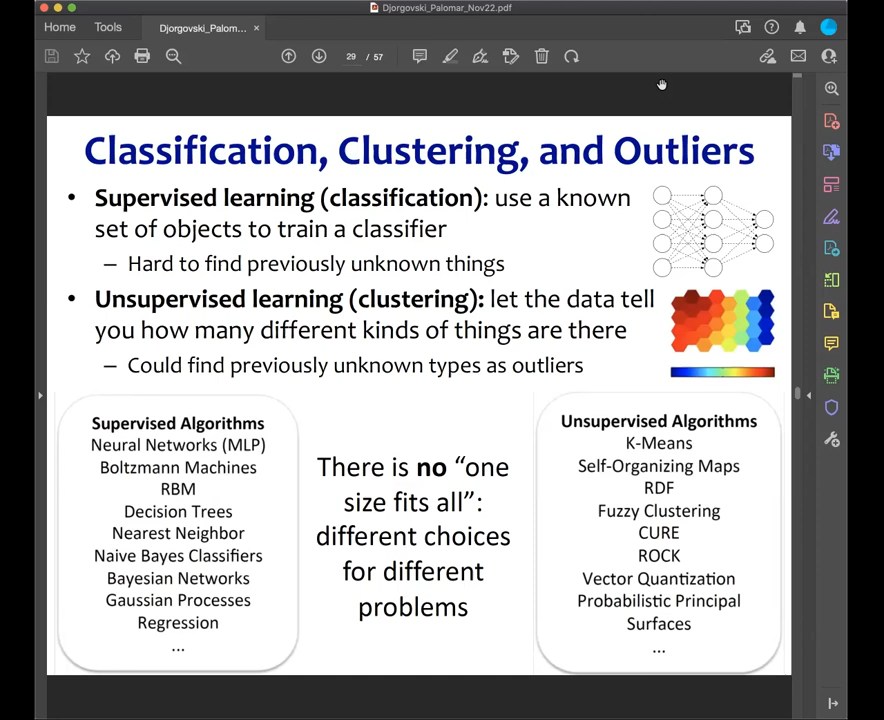 Djorgovski_Palomar_Nov22.pdf
Home
Tools
Djorgovski_Palom...
29 / 57
Classification, Clustering, and Outliers
• Supervised learning (classification): use a known
set of objects to train a classifier
– Hard to find previously unknown things
• Unsupervised learning (clustering): let the data tell
you how many different kinds of things are there
– Could find previously unknown types as outliers
Supervised Algorithms
Neural Networks (MLP)
Boltzmann Machines
RBM
Decision Trees
Nearest Neighbor
Naive Bayes Classifiers
Bayesian Networks
Gaussian Processes
Regression
...
There is no “one
size fits all”:
different choices
for different
problems
Unsupervised Algorithms
K-Means
Self-Organizing Maps
RDF
Fuzzy Clustering
CURE
ROCK
Vector Quantization
Probabilistic Principal
Surfaces
...